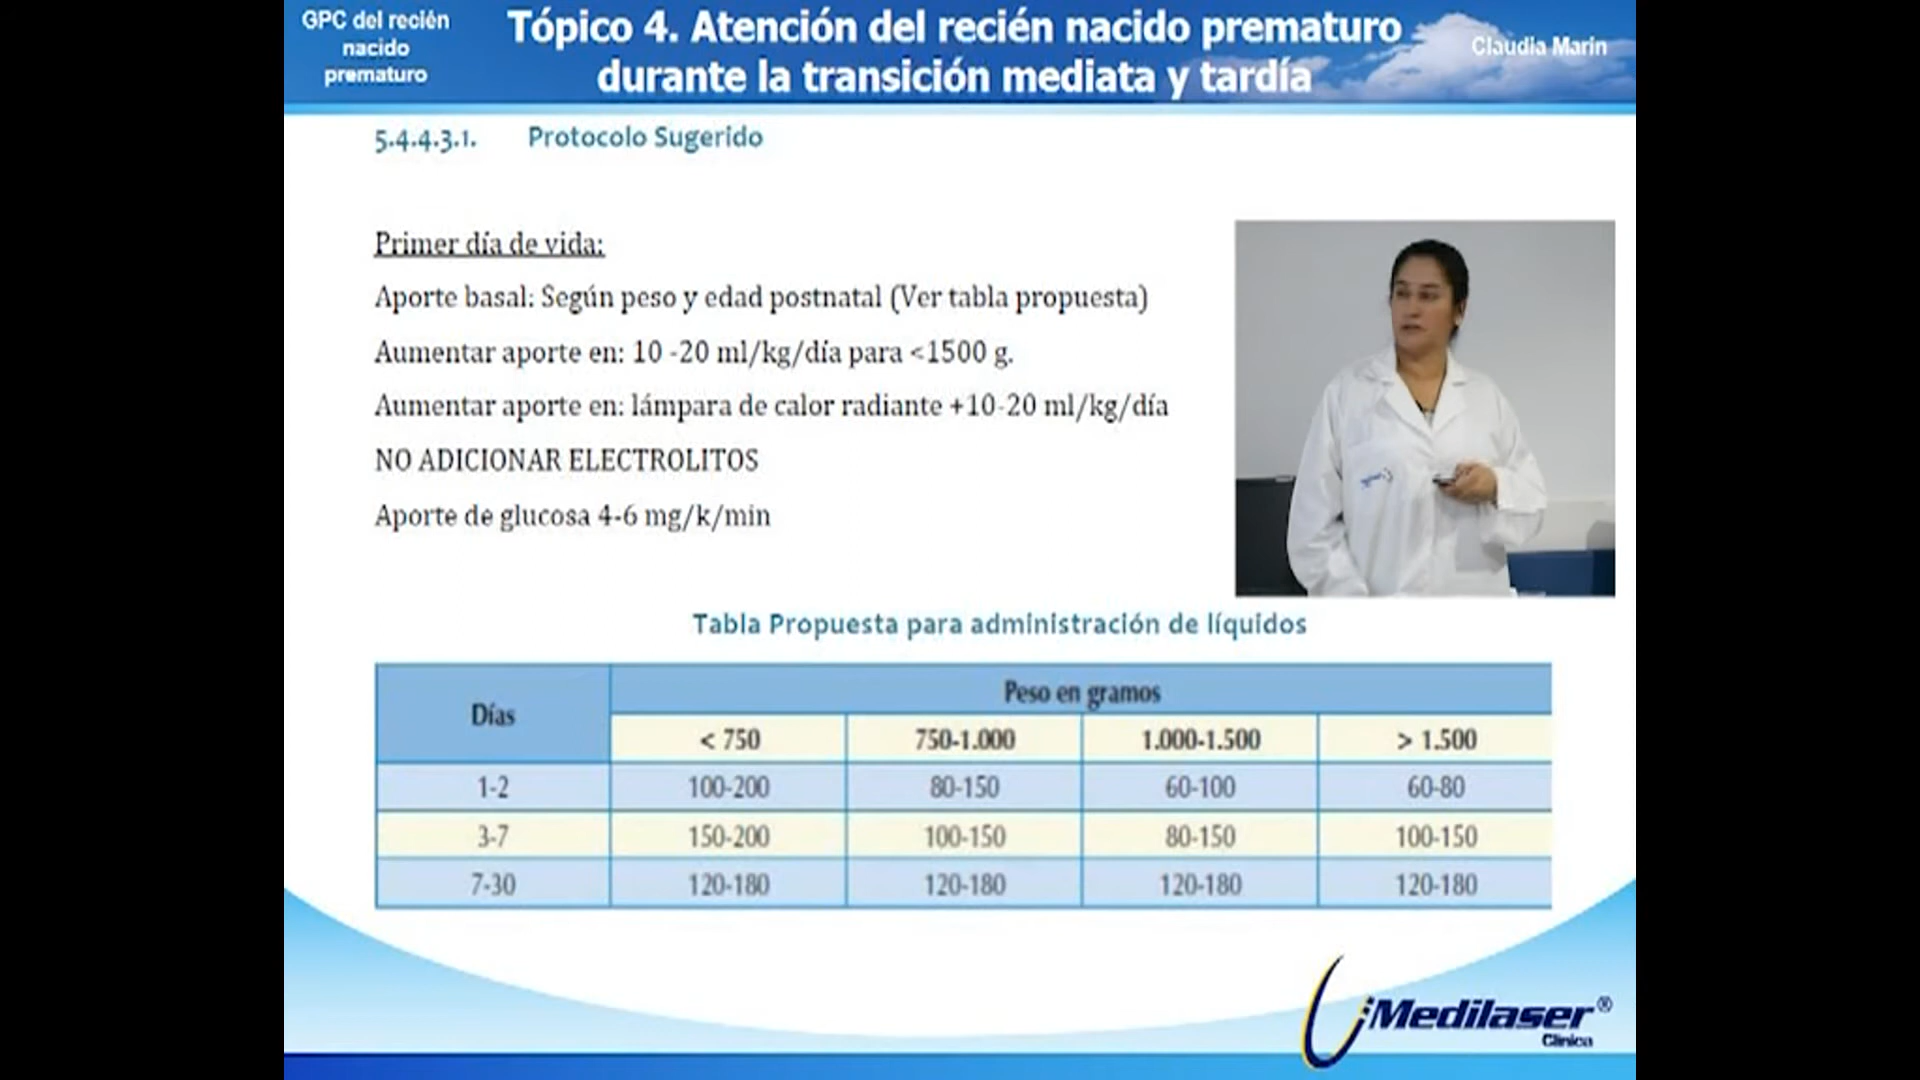 GPC del recién
nacido
prematuro
Tópico 4. Atención del recién nacido prematuro
durante la transición mediata y tardía
Claudia Marin
5.4.4.3.1. Protocolo Sugerido
Primer día de vida:
Aporte basal: Según peso y edad postnatal (Ver tabla propuesta)
Aumentar aporte en: 10 -20 ml/kg/día para <1500 g.
Aumentar aporte en: lámpara de calor radiante +10-20 ml/kg/día
NO ADICIONAR ELECTROLITOS
Aporte de glucosa 4-6 mg/k/min
Tabla Propuesta para administración de líquidos
Días
Peso en gramos
< 750 750-1.000 1.000-1.500 > 1.500
1-2 100-200 80-150 60-100 60-80
3-7 150-200 100-150 80-150 100-150
7-30 120-180 120-180 120-180 120-180
Medilaser®
Clínica